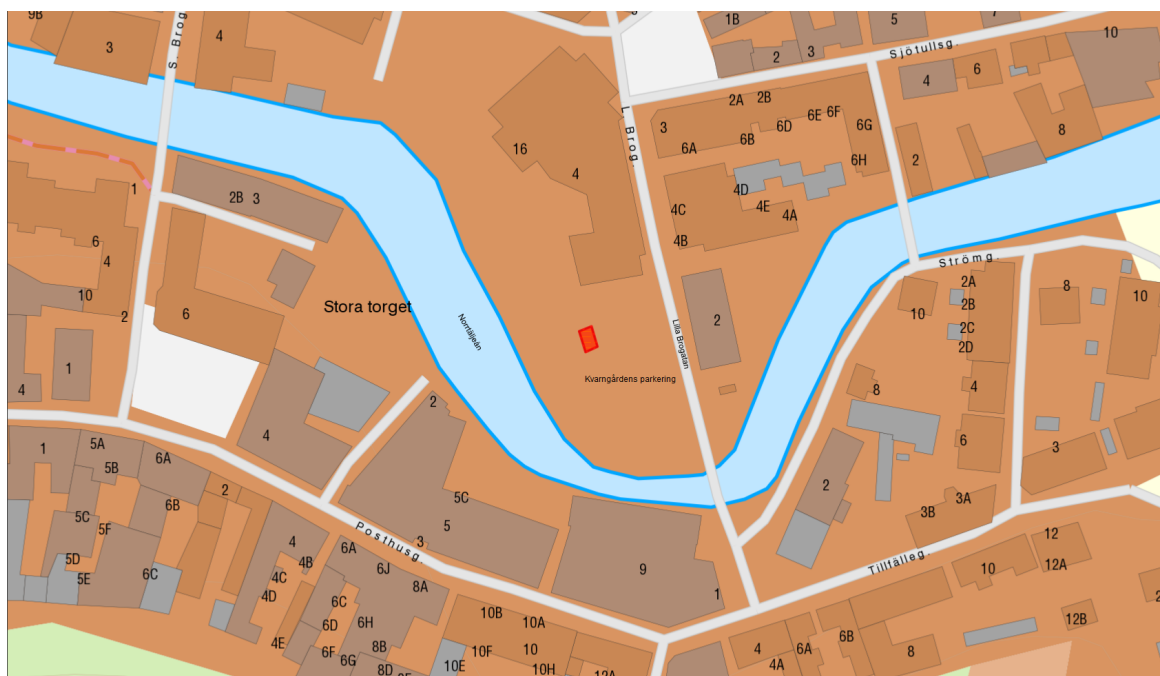 9B
3
S. Brog
4
16
4
L. Brog.
1B
2
3
5
7
Sjötullsg.
4
6
10
8
3
2A
2B
6A
6B
6D
6E
6F
6G
6H
2
4D
4C
4E
4A
4B
1
2B
3
6
4
10
2
6
Stora torget
Norrtäljeån
Lilla Brogatan
2
Kvarngårdens parkering
Strömg.
10
2A
2B
2C
2D
8
10
1
4
4
2
8
4
6
3
1
5A
5B
6A
2
6B
5C
5F
5D
5E
6C
4
4B
4C
4D
4E
5C
5
3
Posthusg.
6A
6J
8A
6C
6D
6H
6F
6G
8B
8D
9
1
2
3A
3B
Tillfälleg.
12
12A
10
12B
2
10B
10A
10F
10
10E
10H
12A
4
4A
6A
6B
8